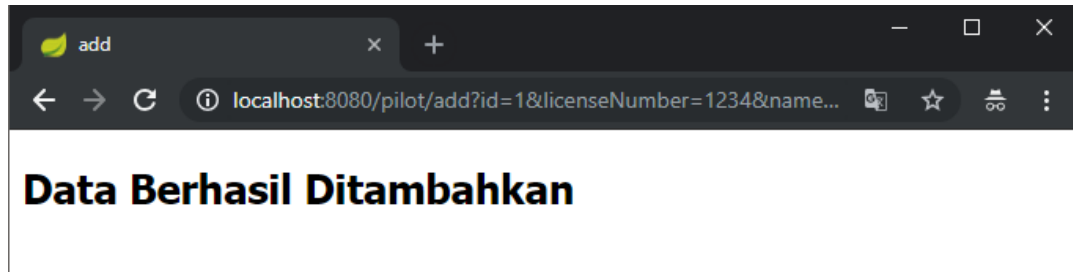 add
localhost:8080/pilot/add?id=1&licenseNumber=1234&name...
Data Berhasil Ditambahkan